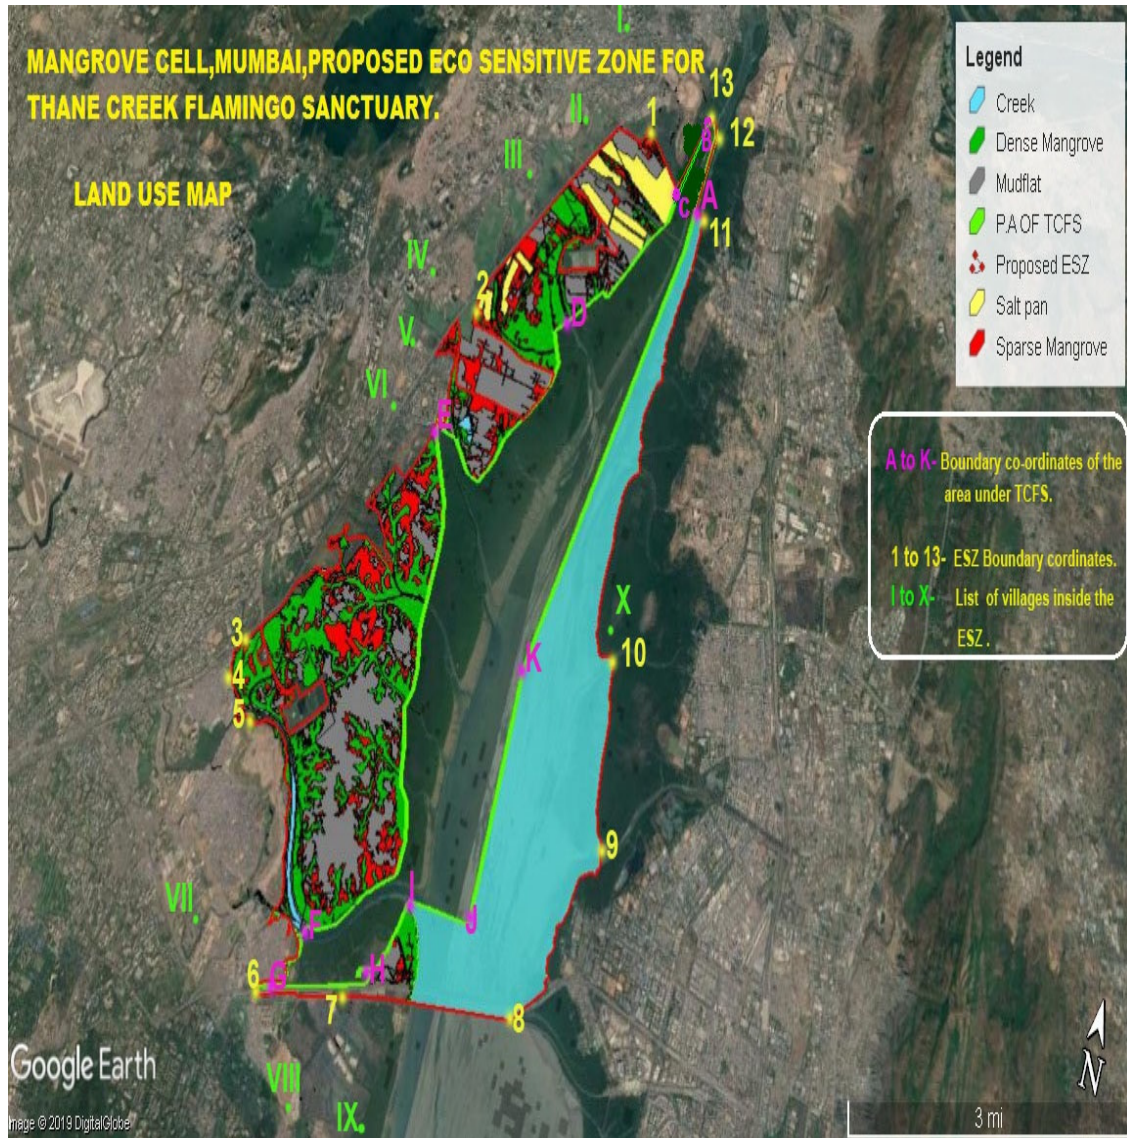 MANGROVE CELL,MUMBAI,PROPOSED ECO SENSITIVE ZONE FOR
THANE CREEK FLAMINGO SANCTUARY.
LAND USE MAP
Legend
Creek
Dense Mangrove
Mudflat
P.A OF TCFS
Proposed ESZ
Salt pan
Sparse Mangrove
A to K- Boundary co-ordinates of the
area under TCFS.
1 to 13- ESZ Boundary cordinates.
I to X- List of villages inside the
ESZ .
I.
II.
III
IV.
V.
VI
VII
VIII
IX.
X
1
2
3
4
5
6
7
8
9
10
11
12
13
A
B
C
D
E
F
G
H
I
J
K
N
3 mi
Google Earth
Image © 2019 DigitalGlobe